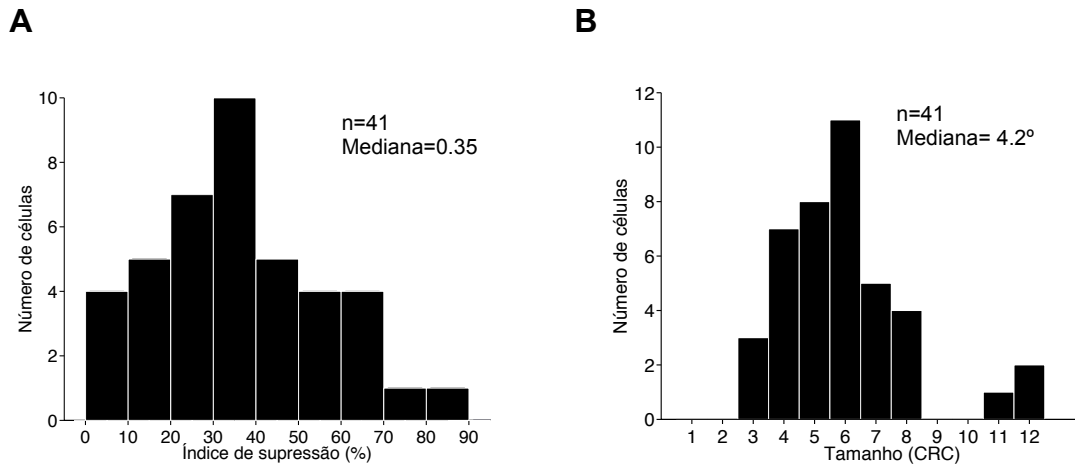 A
10
8
6
4
2
0
Número de células
n=41
Mediana=0.35
0 10 20 30 40 50 60 70 80 90
Índice de supressão (%)
B
12
10
8
6
4
2
0
Número de células
n=41
Mediana= 4.2º
1 2 3 4 5 6 7 8 9 10 11 12
Tamanho (CRC)